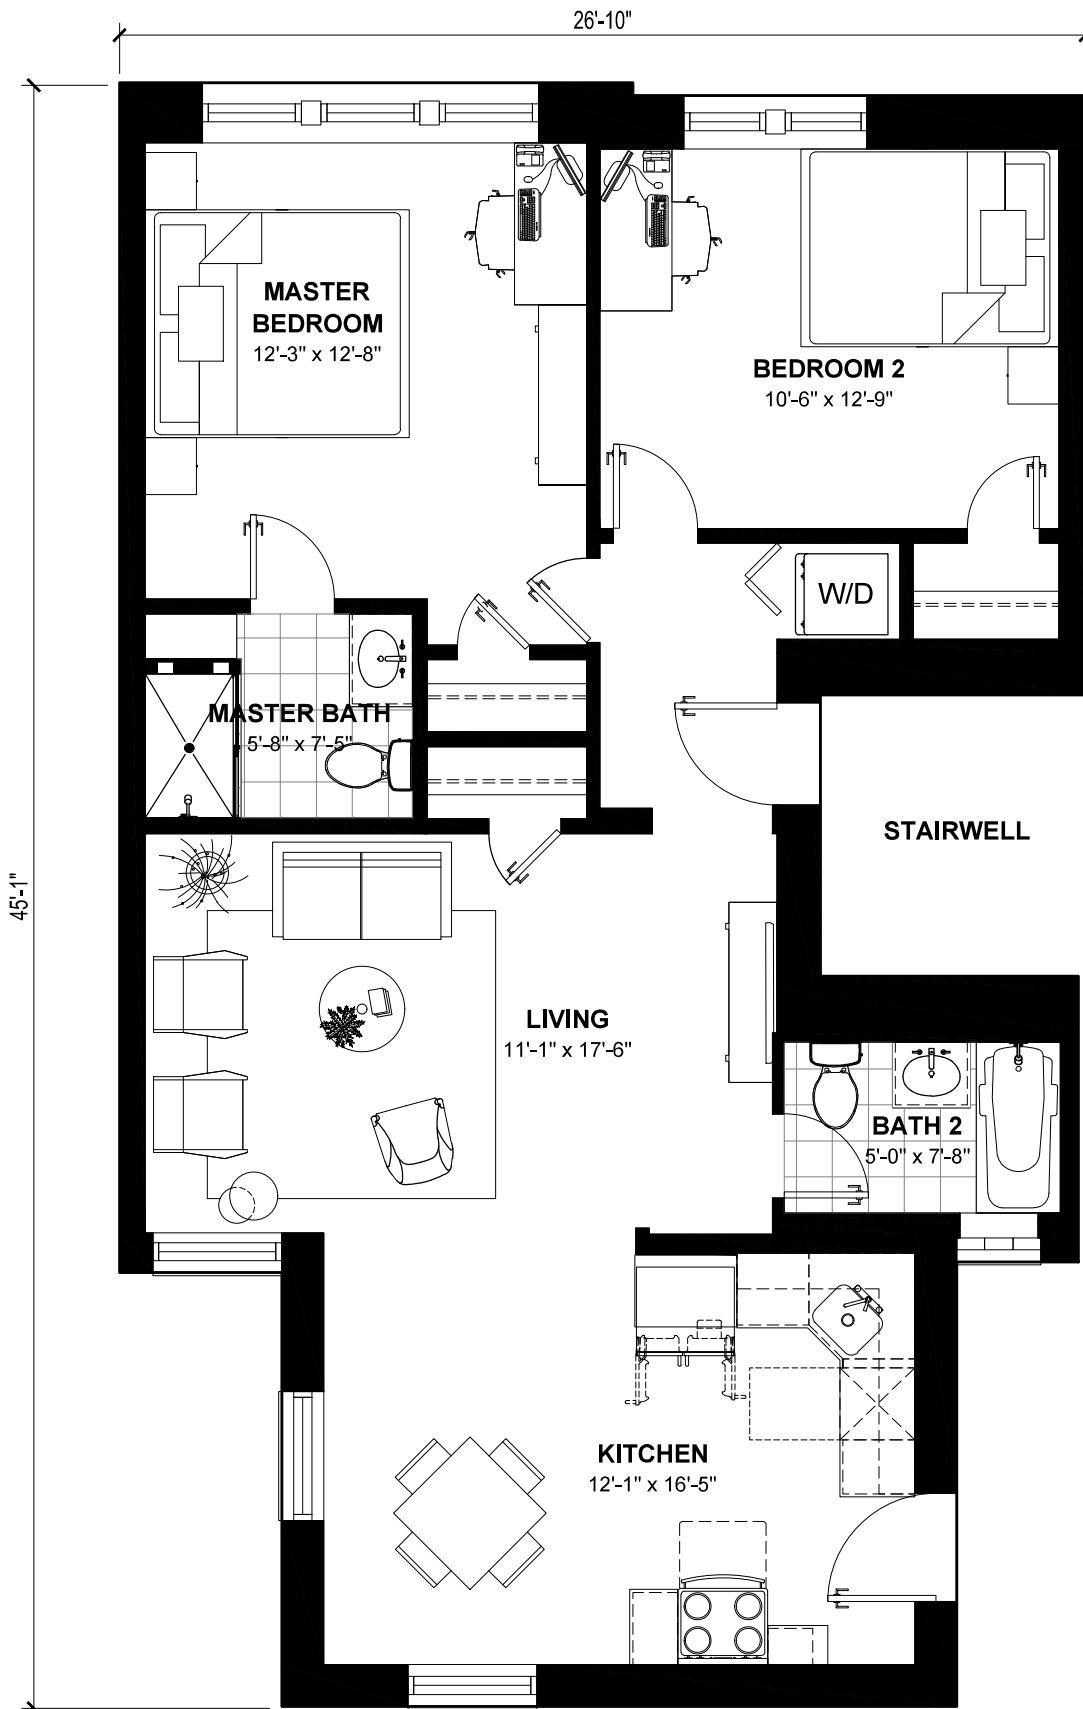 26'-10"
45'-1"
MASTER
BEDROOM
12'-3" x 12'-8"
BEDROOM 2
10'-6" x 12'-9"
W/D
MASTER BATH
5'-8" x 7'-5"
STAIRWELL
LIVING
11'-1" x 17'-6"
BATH 2
5'-0" x 7'-8"
KITCHEN
12'-1" x 16'-5"